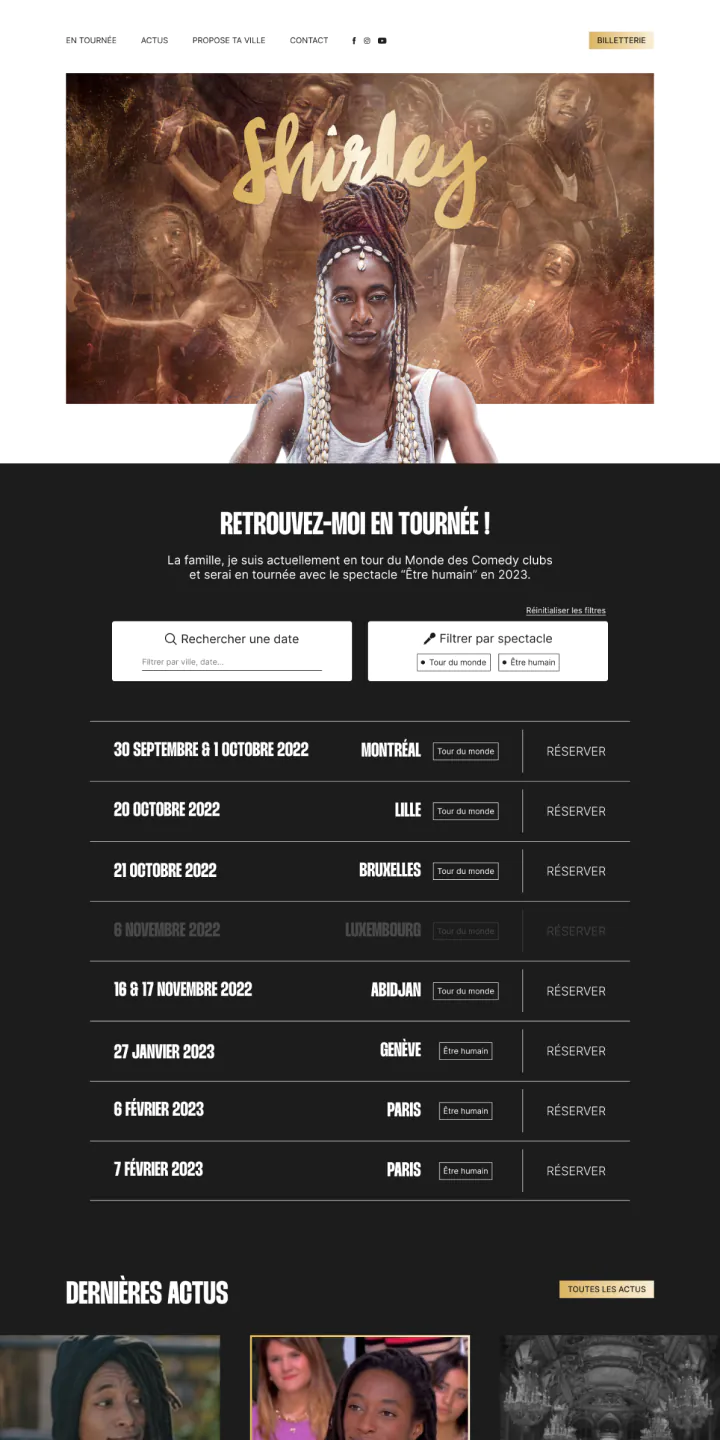 EN TOURNÉE ACTUS PROPOSE TA VILLE CONTACT BILLETTERIE
Shirley
RETROUVEZ-MOI EN TOURNÉE !
La famille, je suis actuellement en tour du Monde des Comedy clubs
et serai en tournée avec le spectacle “Être humain” en 2023.
Réinitialiser les filtres
Rechercher une date
Filtrer par ville, date...
Filtrer par spectacle
Tour du monde Être humain
30 SEPTEMBRE & 1 OCTOBRE 2022 MONTRÉAL Tour du monde RÉSERVER
20 OCTOBRE 2022 LILLE Tour du monde RÉSERVER
21 OCTOBRE 2022 BRUXELLES Tour du monde RÉSERVER
6 NOVEMBRE 2022 LUXEMBOURG Tour du monde RÉSERVER
16 & 17 NOVEMBRE 2022 ABIDJAN Tour du monde RÉSERVER
27 JANVIER 2023 GENÈVE Être humain RÉSERVER
6 FÉVRIER 2023 PARIS Être humain RÉSERVER
7 FÉVRIER 2023 PARIS Être humain RÉSERVER
DERNIÈRES ACTUS TOUTES LES ACTUS